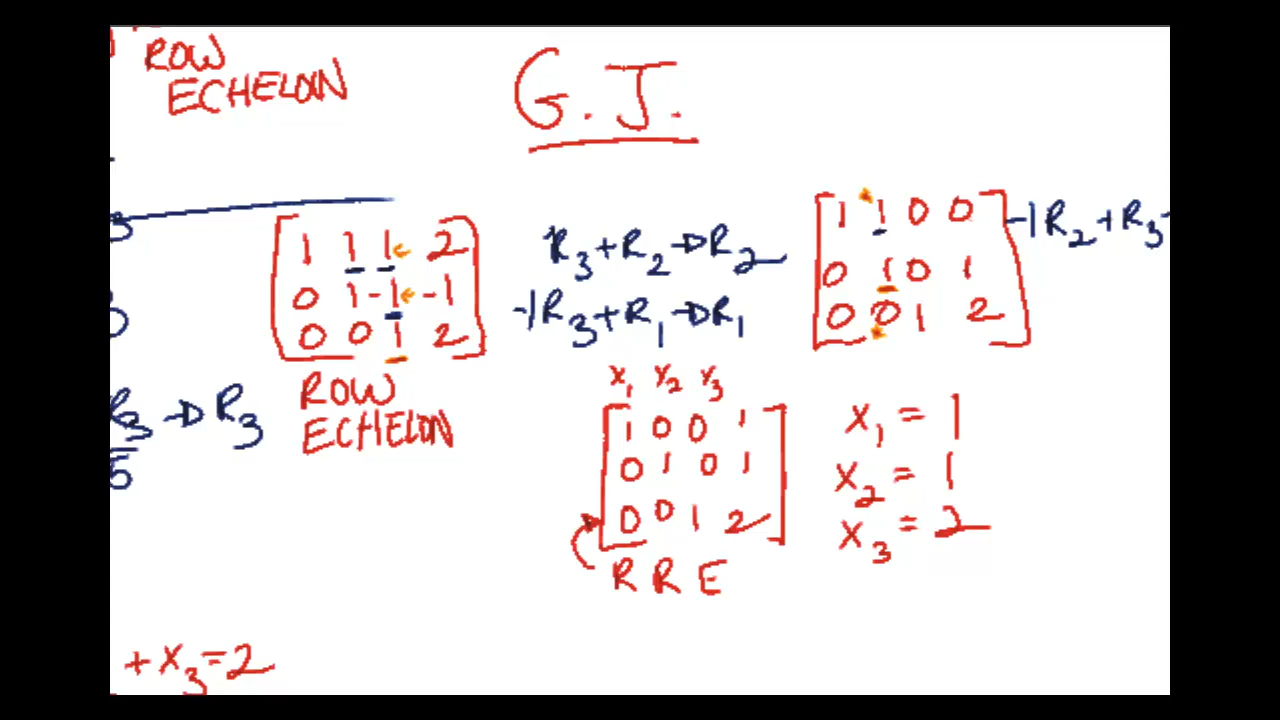 ROW
ECHELON
G.J.
1 1 1 2
0 1 -1 -1
0 0 1 2
ROW
ECHELON
R₃+R₂→R₂
-1R₃+R₁→R₁
1 1 0 0
0 1 0 1
0 0 1 2
-1R₂+R₃
R₃→R₃
5
x₁ x₂ x₃
1 0 0 1
0 1 0 1
0 0 1 2
RRE
x₁ = 1
x₂ = 1
x₃ = 2
+x₃=2